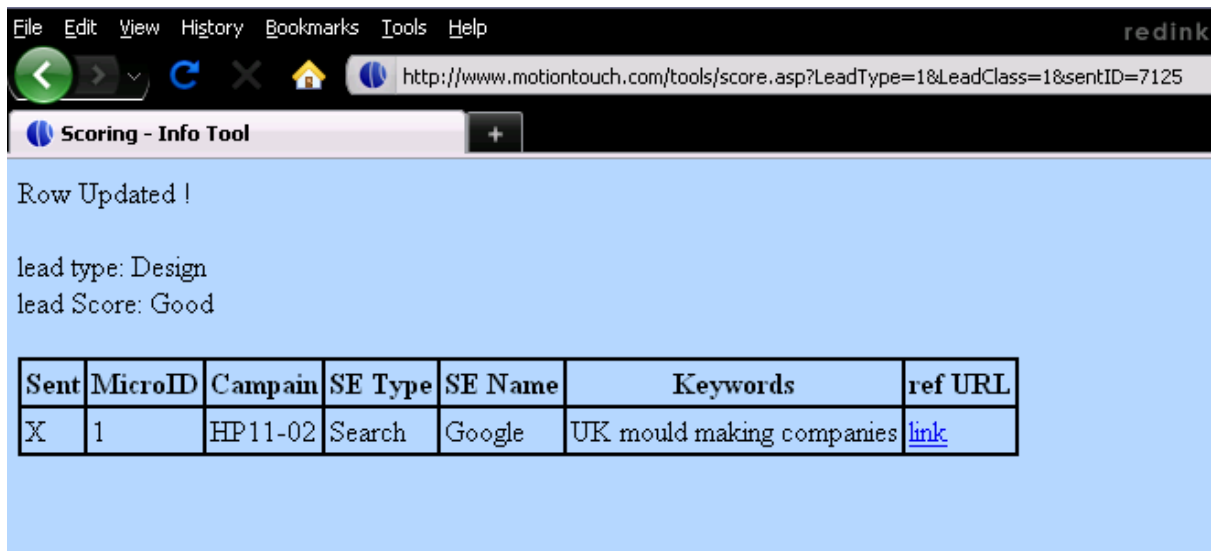 File Edit View History Bookmarks Tools Help
redink
http://www.motiontouch.com/tools/score.asp?LeadType=1&LeadClass=1&sentID=7125
Scoring - Info Tool
+
Row Updated !
lead type: Design
lead Score: Good
Sent MicroID Campain SE Type SE Name Keywords ref URL
X 1 HP11-02 Search Google UK mould making companies link